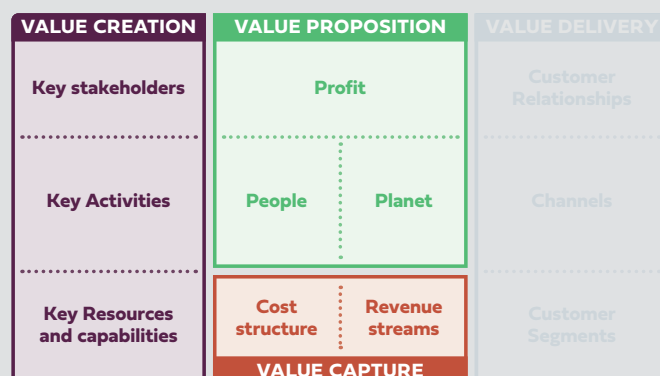 VALUE CREATION
Key stakeholders
Key Activities
Key Resources
and capabilities
VALUE PROPOSITION
Profit
People
Planet
Cost
structure
Revenue
streams
VALUE CAPTURE
VALUE DELIVERY
Customer
Relationships
Channels
Customer
Segments